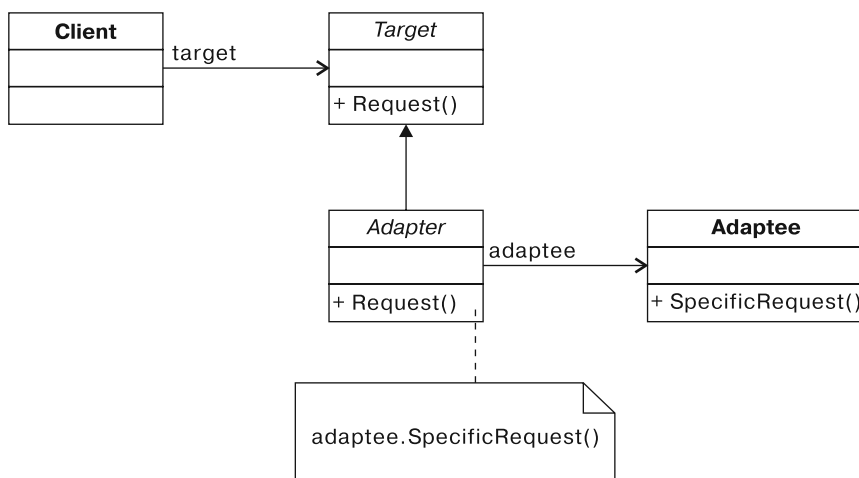 Client
target
Target
+ Request()
Adapter
+ Request()
adaptee
Adaptee
+ SpecificRequest()
adaptee.SpecificRequest()